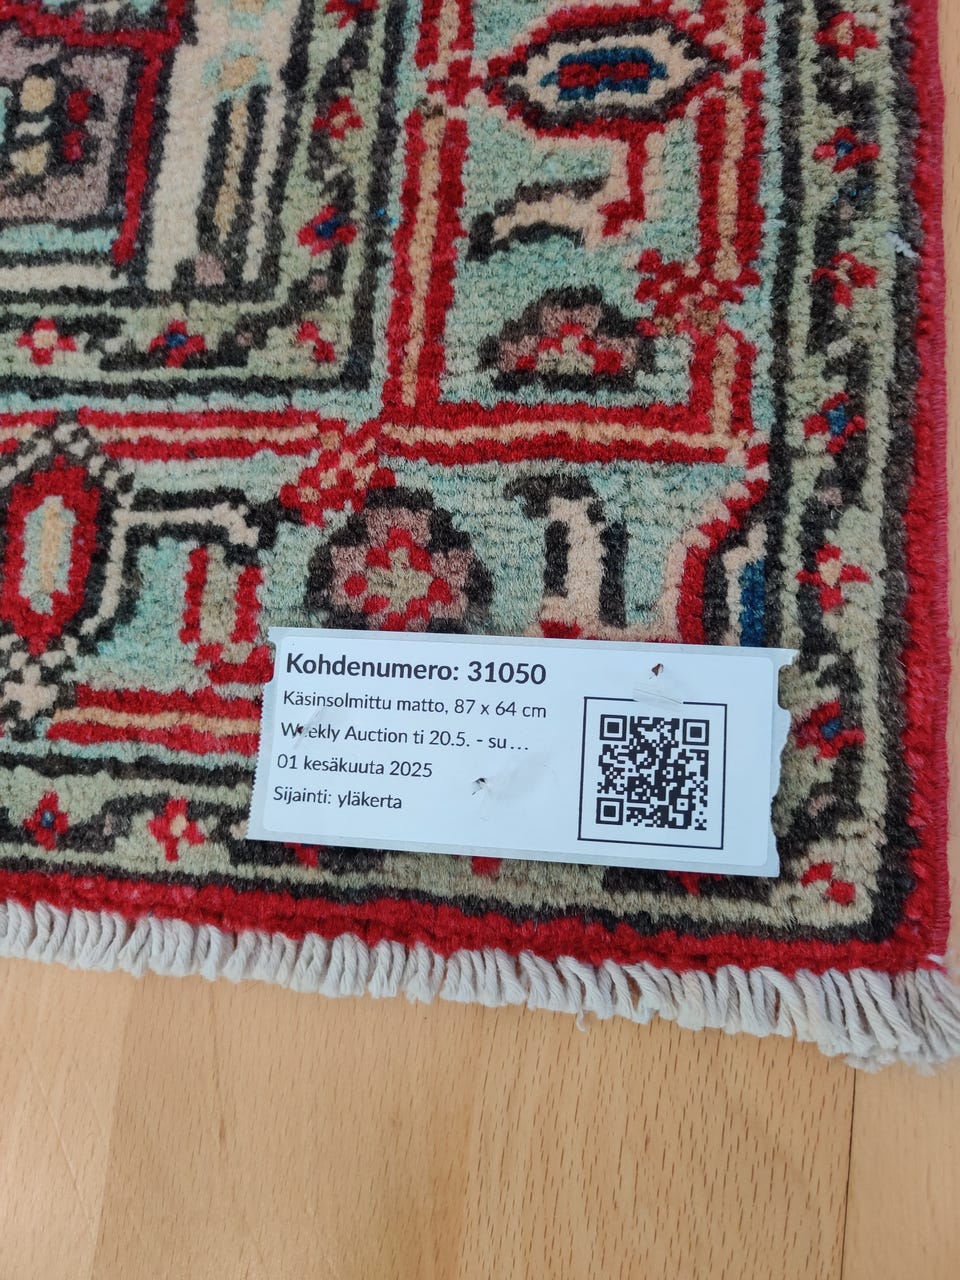 Kohdenumero: 31050
Käsinsolmittu matto, 87 x 64 cm
Weekly Auction ti 20.5. - su...
01 kesäkuuta 2025
Sijainti: yläkerta